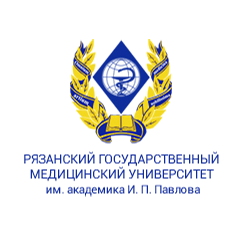 РЯЗАНСКИЙ ГОСУДАРСТВЕННЫЙ
МЕДИЦИНСКИЙ УНИВЕРСИТЕТ
им. академика И. П. Павлова